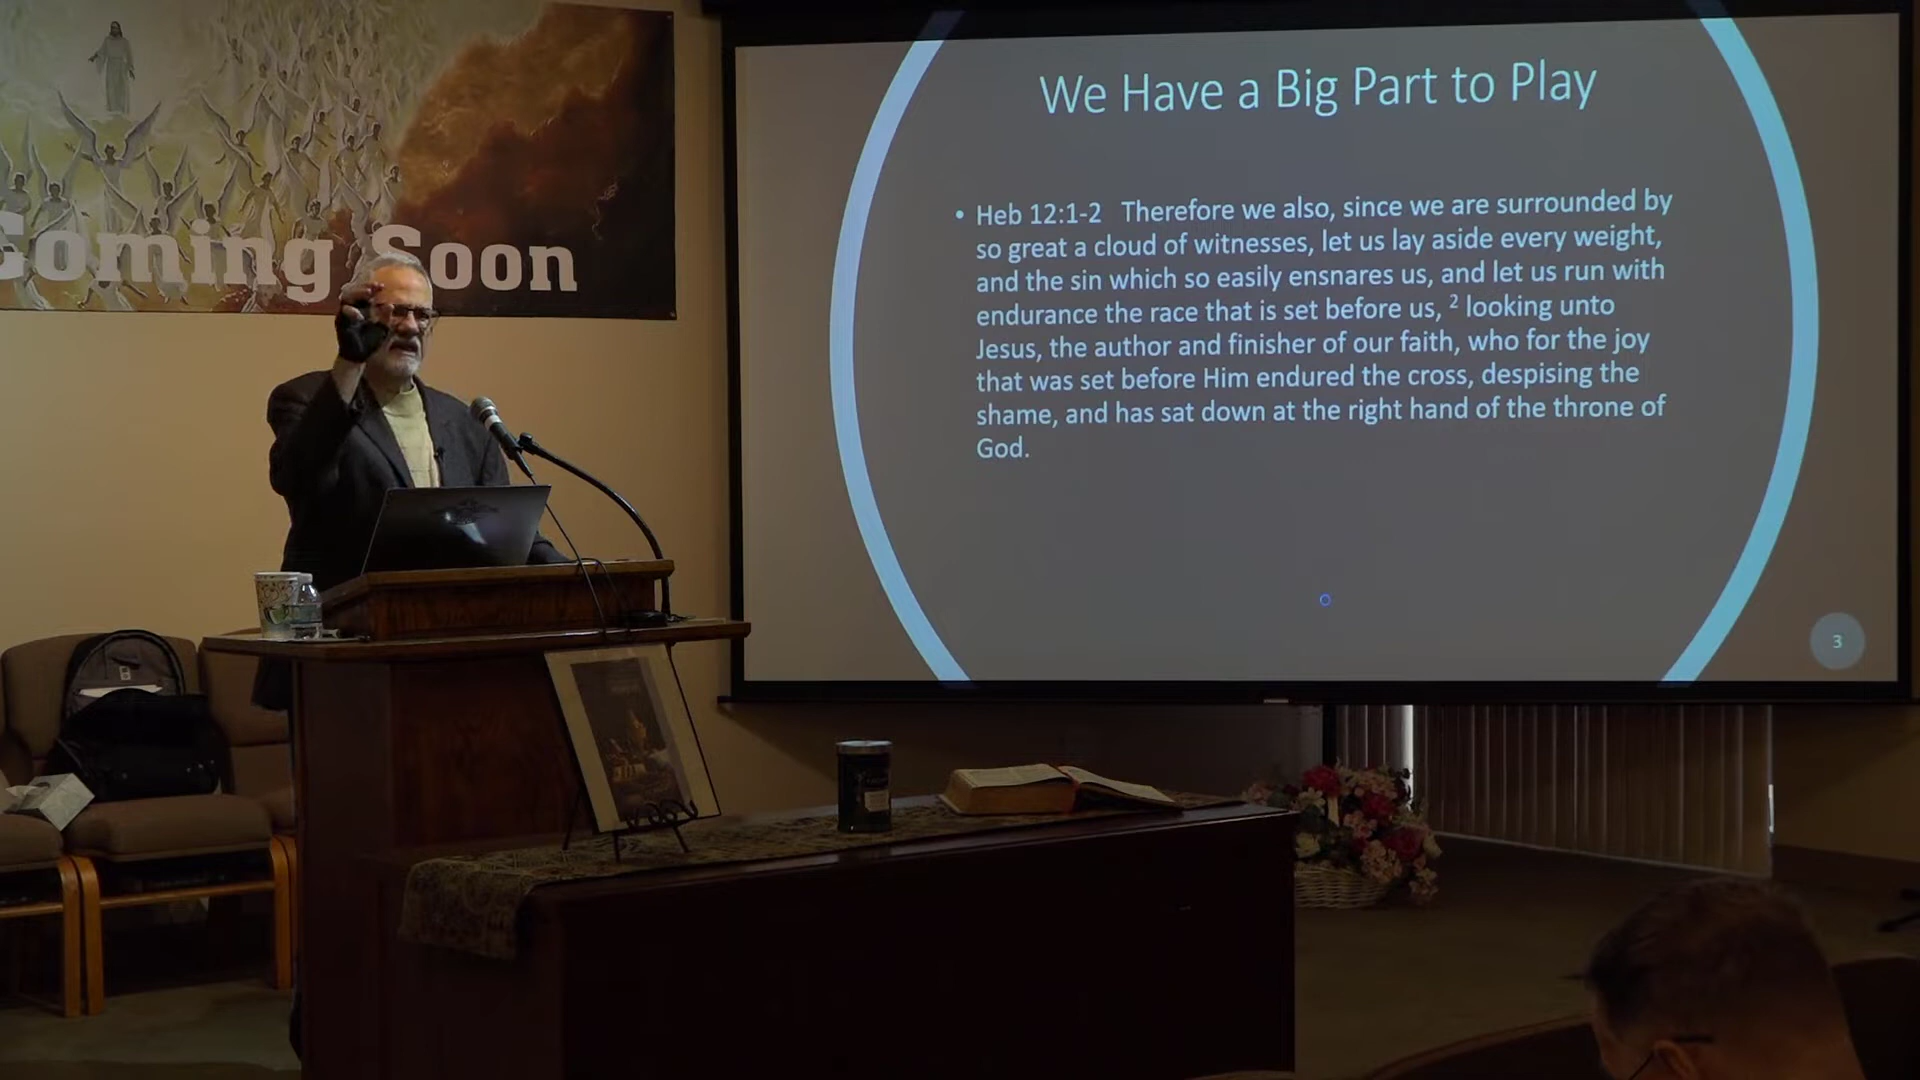 Coming Soon
We Have a Big Part to Play
• Heb 12:1-2 Therefore we also, since we are surrounded by
so great a cloud of witnesses, let us lay aside every weight,
and the sin which so easily ensnares us, and let us run with
endurance the race that is set before us, ² looking unto
Jesus, the author and finisher of our faith, who for the joy
that was set before Him endured the cross, despising the
shame, and has sat down at the right hand of the throne of
God.
3